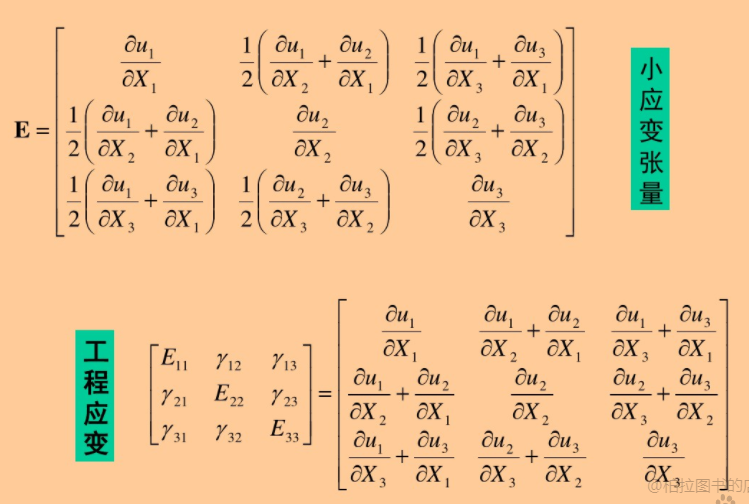 E = \begin{bmatrix} \frac{\partial u_1}{\partial X_1} & \frac{1}{2}\left(\frac{\partial u_1}{\partial X_2}+\frac{\partial u_2}{\partial X_1}\right) & \frac{1}{2}\left(\frac{\partial u_1}{\partial X_3}+\frac{\partial u_3}{\partial X_1}\right) \\ \frac{1}{2}\left(\frac{\partial u_1}{\partial X_2}+\frac{\partial u_2}{\partial X_1}\right) & \frac{\partial u_2}{\partial X_2} & \frac{1}{2}\left(\frac{\partial u_2}{\partial X_3}+\frac{\partial u_3}{\partial X_2}\right) \\ \frac{1}{2}\left(\frac{\partial u_1}{\partial X_3}+\frac{\partial u_3}{\partial X_1}\right) & \frac{1}{2}\left(\frac{\partial u_2}{\partial X_3}+\frac{\partial u_3}{\partial X_2}\right) & \frac{\partial u_3}{\partial X_3} \end{bmatrix}
小应变张量
工程应变
\begin{bmatrix} E_{11} & \gamma_{12} & \gamma_{13} \\ \gamma_{21} & E_{22} & \gamma_{23} \\ \gamma_{31} & \gamma_{32} & E_{33} \end{bmatrix} = \begin{bmatrix} \frac{\partial u_1}{\partial X_1} & \frac{\partial u_1}{\partial X_2}+\frac{\partial u_2}{\partial X_1} & \frac{\partial u_1}{\partial X_3}+\frac{\partial u_3}{\partial X_1} \\ \frac{\partial u_1}{\partial X_2}+\frac{\partial u_2}{\partial X_1} & \frac{\partial u_2}{\partial X_2} & \frac{\partial u_2}{\partial X_3}+\frac{\partial u_3}{\partial X_2} \\ \frac{\partial u_1}{\partial X_3}+\frac{\partial u_3}{\partial X_1} & \frac{\partial u_2}{\partial X_3}+\frac{\partial u_3}{\partial X_2} & \frac{\partial u_3}{\partial X_3} \end{bmatrix}
@柏拉图书的店